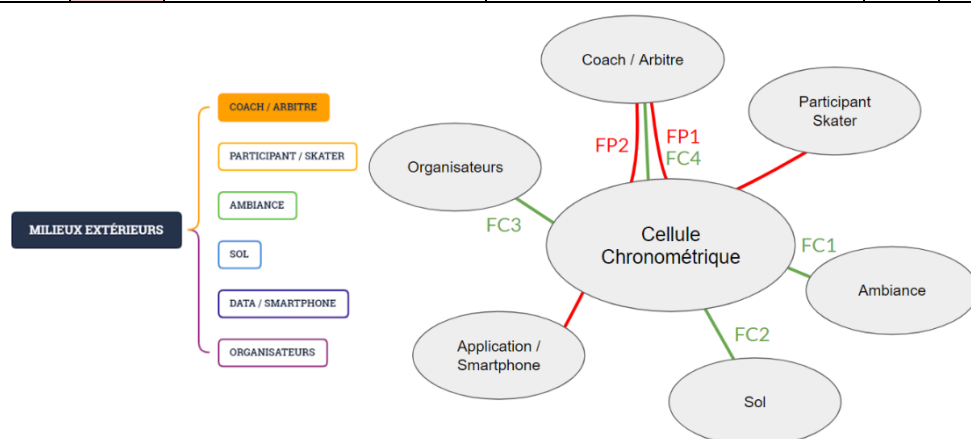 MILIEUX EXTÉRIEURS
COACH / ARBITRE
PARTICIPANT / SKATER
AMBIANCE
SOL
DATA / SMARTPHONE
ORGANISATEURS
Coach / Arbitre
Participant
Skater
Organisateurs
FP2
FP1
FC4
FC3
Cellule
Chronométrique
FC1
Ambiance
FC2
Application /
Smartphone
Sol